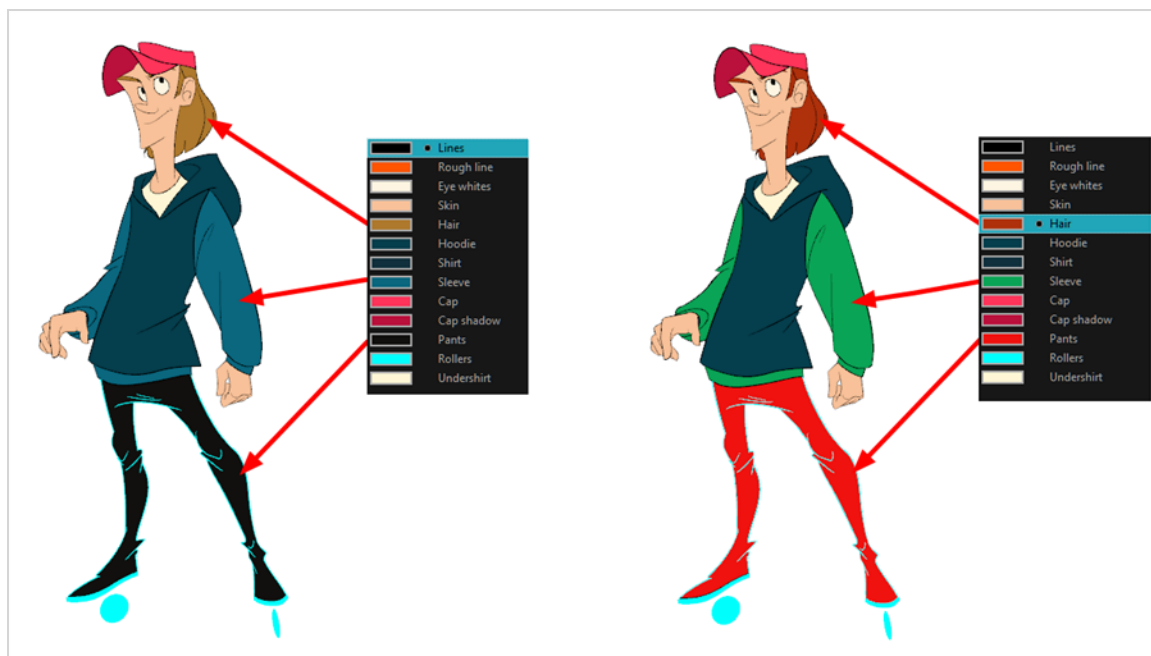 Lines
Rough line
Eye whites
Skin
Hair
Hoodie
Shirt
Sleeve
Cap
Cap shadow
Pants
Rollers
Undershirt
Lines
Rough line
Eye whites
Skin
Hair
Hoodie
Shirt
Sleeve
Cap
Cap shadow
Pants
Rollers
Undershirt